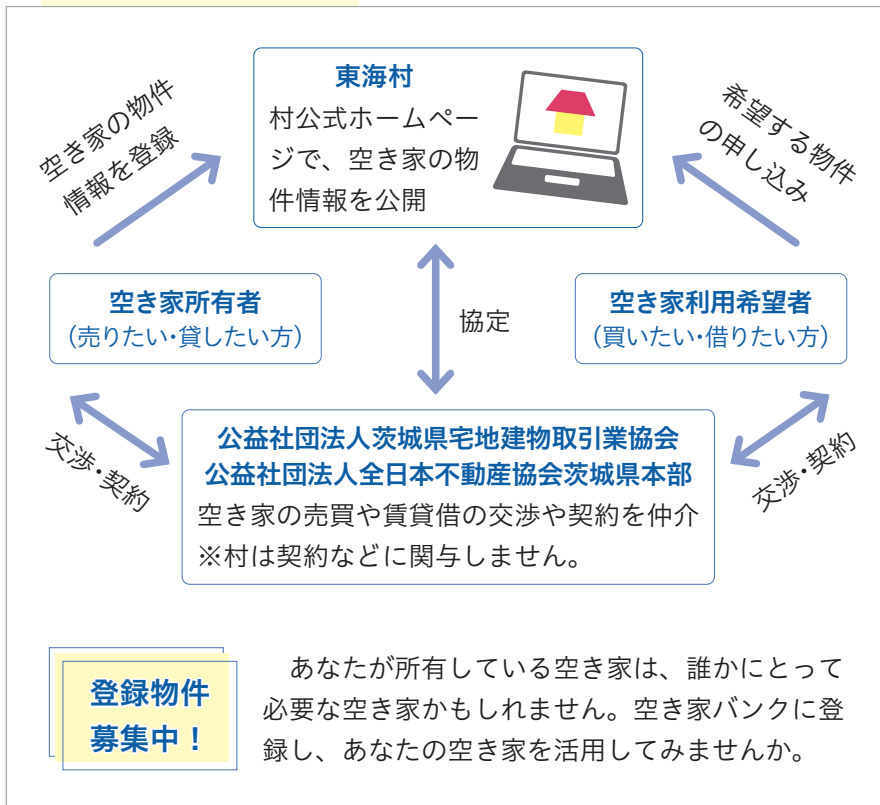 東海村
村公式ホームペー
ジで、空き家の物
件情報を公開
空き家の物件
情報を登録
希望する物件
の申し込み
空き家所有者
（売りたい・貸したい方）
協定
空き家利用希望者
（買いたい・借りたい方）
交渉・契約
公益社団法人茨城県宅地建物取引業協会
公益社団法人全日本不動産協会茨城県本部
空き家の売買や賃貸借の交渉や契約を仲介
※村は契約などに関与しません。
交渉・契約
登録物件
募集中！
あなたが所有している空き家は、誰かにとって
必要な空き家かもしれません。空き家バンクに登
録し、あなたの空き家を活用してみませんか。